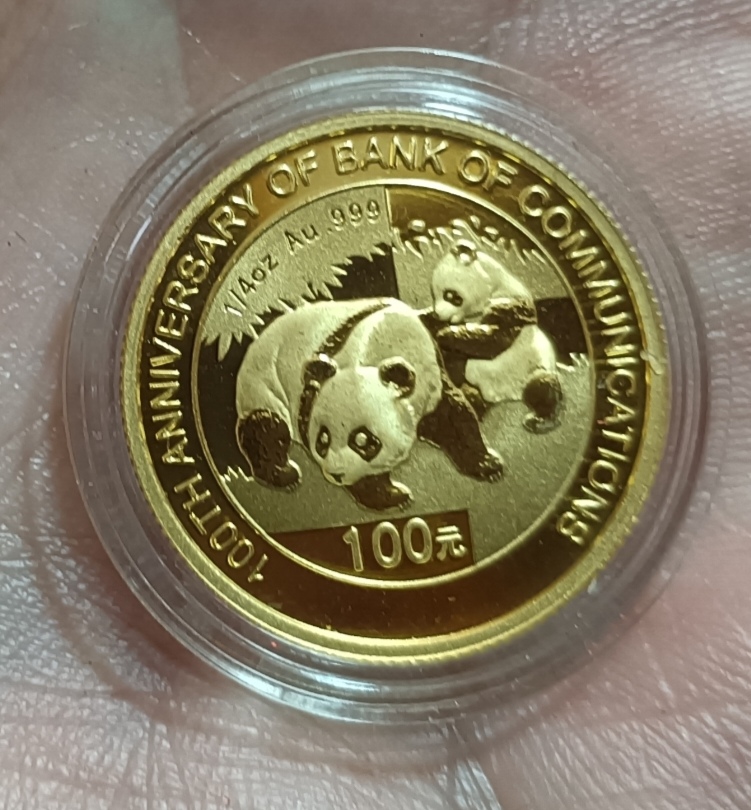 100TH ANNIVERSARY OF BANK OF COMMUNICATIONS
1/4oz Au .999
100元